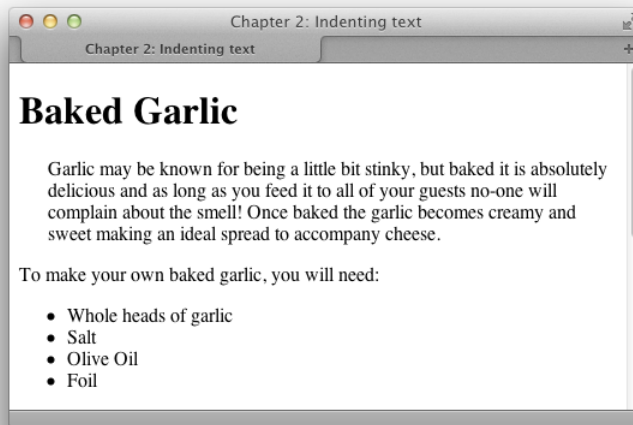 Chapter 2: Indenting text
Chapter 2: Indenting text
Baked Garlic
Garlic may be known for being a little bit stinky, but baked it is absolutely
delicious and as long as you feed it to all of your guests no-one will
complain about the smell! Once baked the garlic becomes creamy and
sweet making an ideal spread to accompany cheese.
To make your own baked garlic, you will need:
• Whole heads of garlic
• Salt
• Olive Oil
• Foil